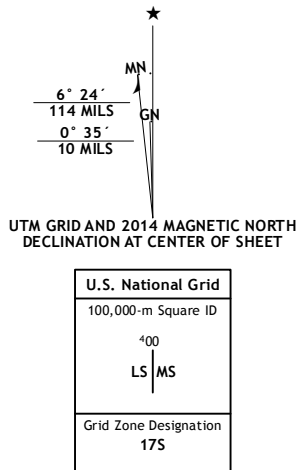 MN
6° 24´
114 MILS
GN
0° 35´
10 MILS
UTM GRID AND 2014 MAGNETIC NORTH
DECLINATION AT CENTER OF SHEET
U.S. National Grid
100,000-m Square ID
⁴00
LS MS
Grid Zone Designation
17S